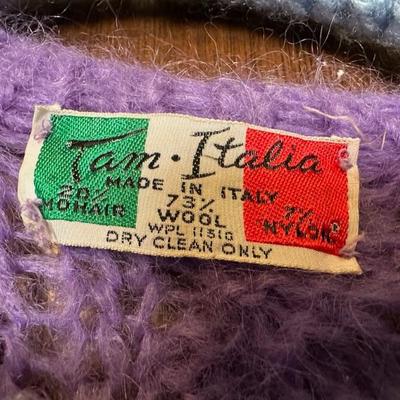 Tam • Italia
MADE IN ITALY
20% 73% 7%
MOHAIR WOOL NYLON
WPL 11510
DRY CLEAN ONLY